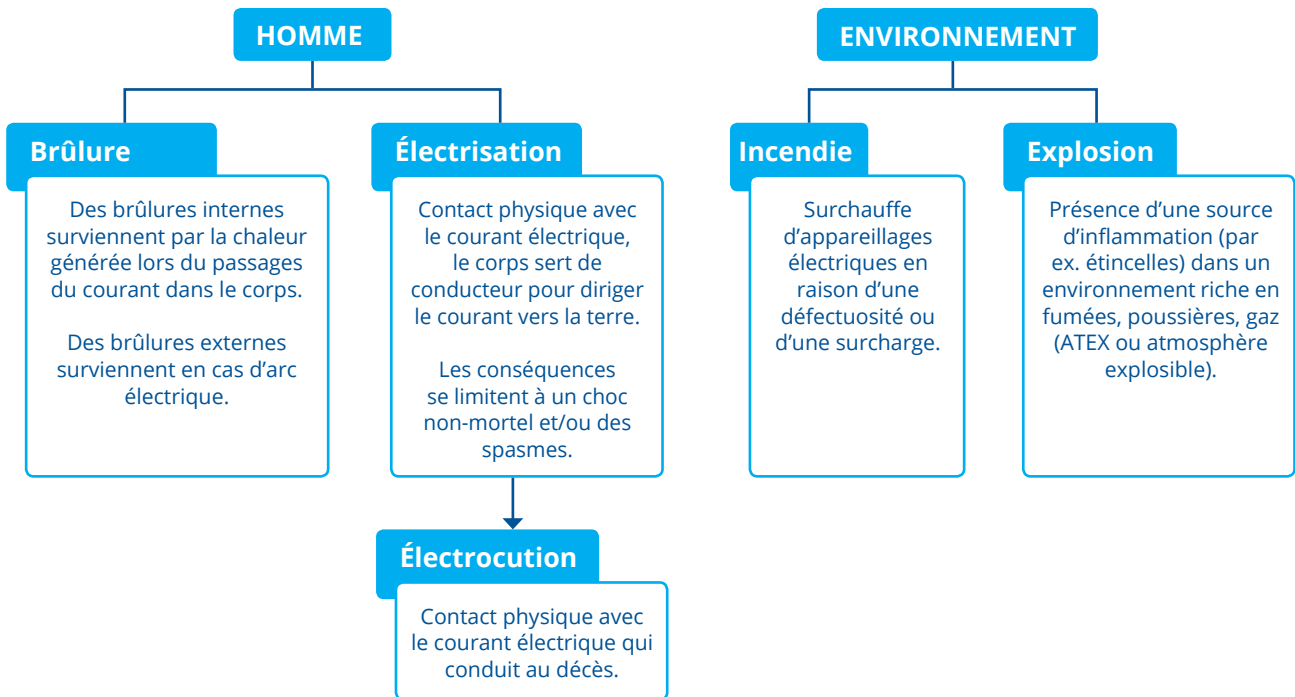 HOMME
Brûlure
Des brûlures internes
surviennent par la chaleur
générée lors du passages
du courant dans le corps.
Des brûlures externes
surviennent en cas d’arc
électrique.
Électrisation
Contact physique avec
le courant électrique,
le corps sert de
conducteur pour diriger
le courant vers la terre.
Les conséquences
se limitent à un choc
non-mortel et/ou des
spasmes.
Électrocution
Contact physique avec
le courant électrique qui
conduit au décès.
ENVIRONNEMENT
Incendie
Surchauffe
d’appareillages
électriques en
raison d’une
défectuosité ou
d’une surcharge.
Explosion
Présence d’une source
d’inflammation (par
ex. étincelles) dans un
environnement riche en
fumées, poussières, gaz
(ATEX ou atmosphère
explosible).